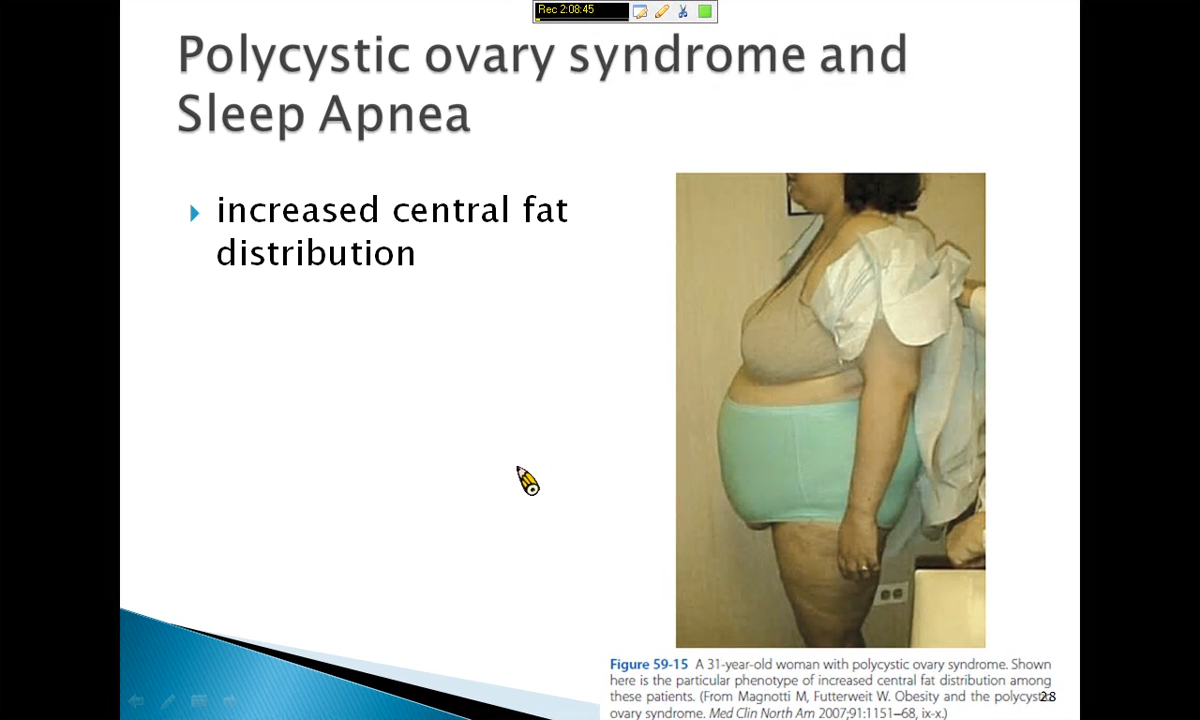 Rec 2:08:45
Polycystic ovary syndrome and
Sleep Apnea
increased central fat
distribution
Figure 59-15 A 31-year-old woman with polycystic ovary syndrome. Shown
here is the particular phenotype of increased central fat distribution among
these patients. (From Magnotti M, Futterweit W. Obesity and the polycystic
ovary syndrome. Med Clin North Am 2007;91:1151–68, ix-x.)
28